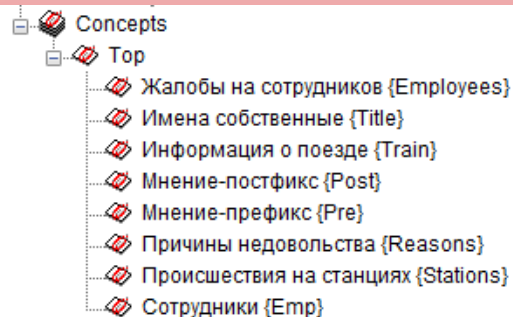 Concepts
Top
Жалобы на сотрудников {Employees}
Имена собственные {Title}
Информация о поезде {Train}
Мнение-постфикс {Post}
Мнение-префикс {Pre}
Причины недовольства {Reasons}
Происшествия на станциях {Stations}
Сотрудники {Emp}